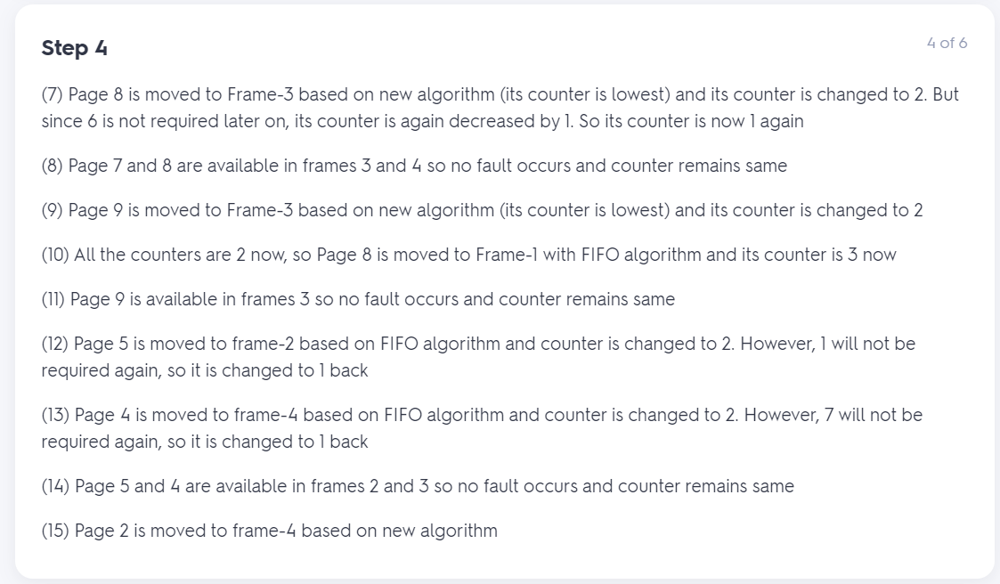 Step 4
4 of 6
(7) Page 8 is moved to Frame-3 based on new algorithm (its counter is lowest) and its counter is changed to 2. But
since 6 is not required later on, its counter is again decreased by 1. So its counter is now 1 again
(8) Page 7 and 8 are available in frames 3 and 4 so no fault occurs and counter remains same
(9) Page 9 is moved to Frame-3 based on new algorithm (its counter is lowest) and its counter is changed to 2
(10) All the counters are 2 now, so Page 8 is moved to Frame-1 with FIFO algorithm and its counter is 3 now
(11) Page 9 is available in frames 3 so no fault occurs and counter remains same
(12) Page 5 is moved to frame-2 based on FIFO algorithm and counter is changed to 2. However, 1 will not be
required again, so it is changed to 1 back
(13) Page 4 is moved to frame-4 based on FIFO algorithm and counter is changed to 2. However, 7 will not be
required again, so it is changed to 1 back
(14) Page 5 and 4 are available in frames 2 and 3 so no fault occurs and counter remains same
(15) Page 2 is moved to frame-4 based on new algorithm